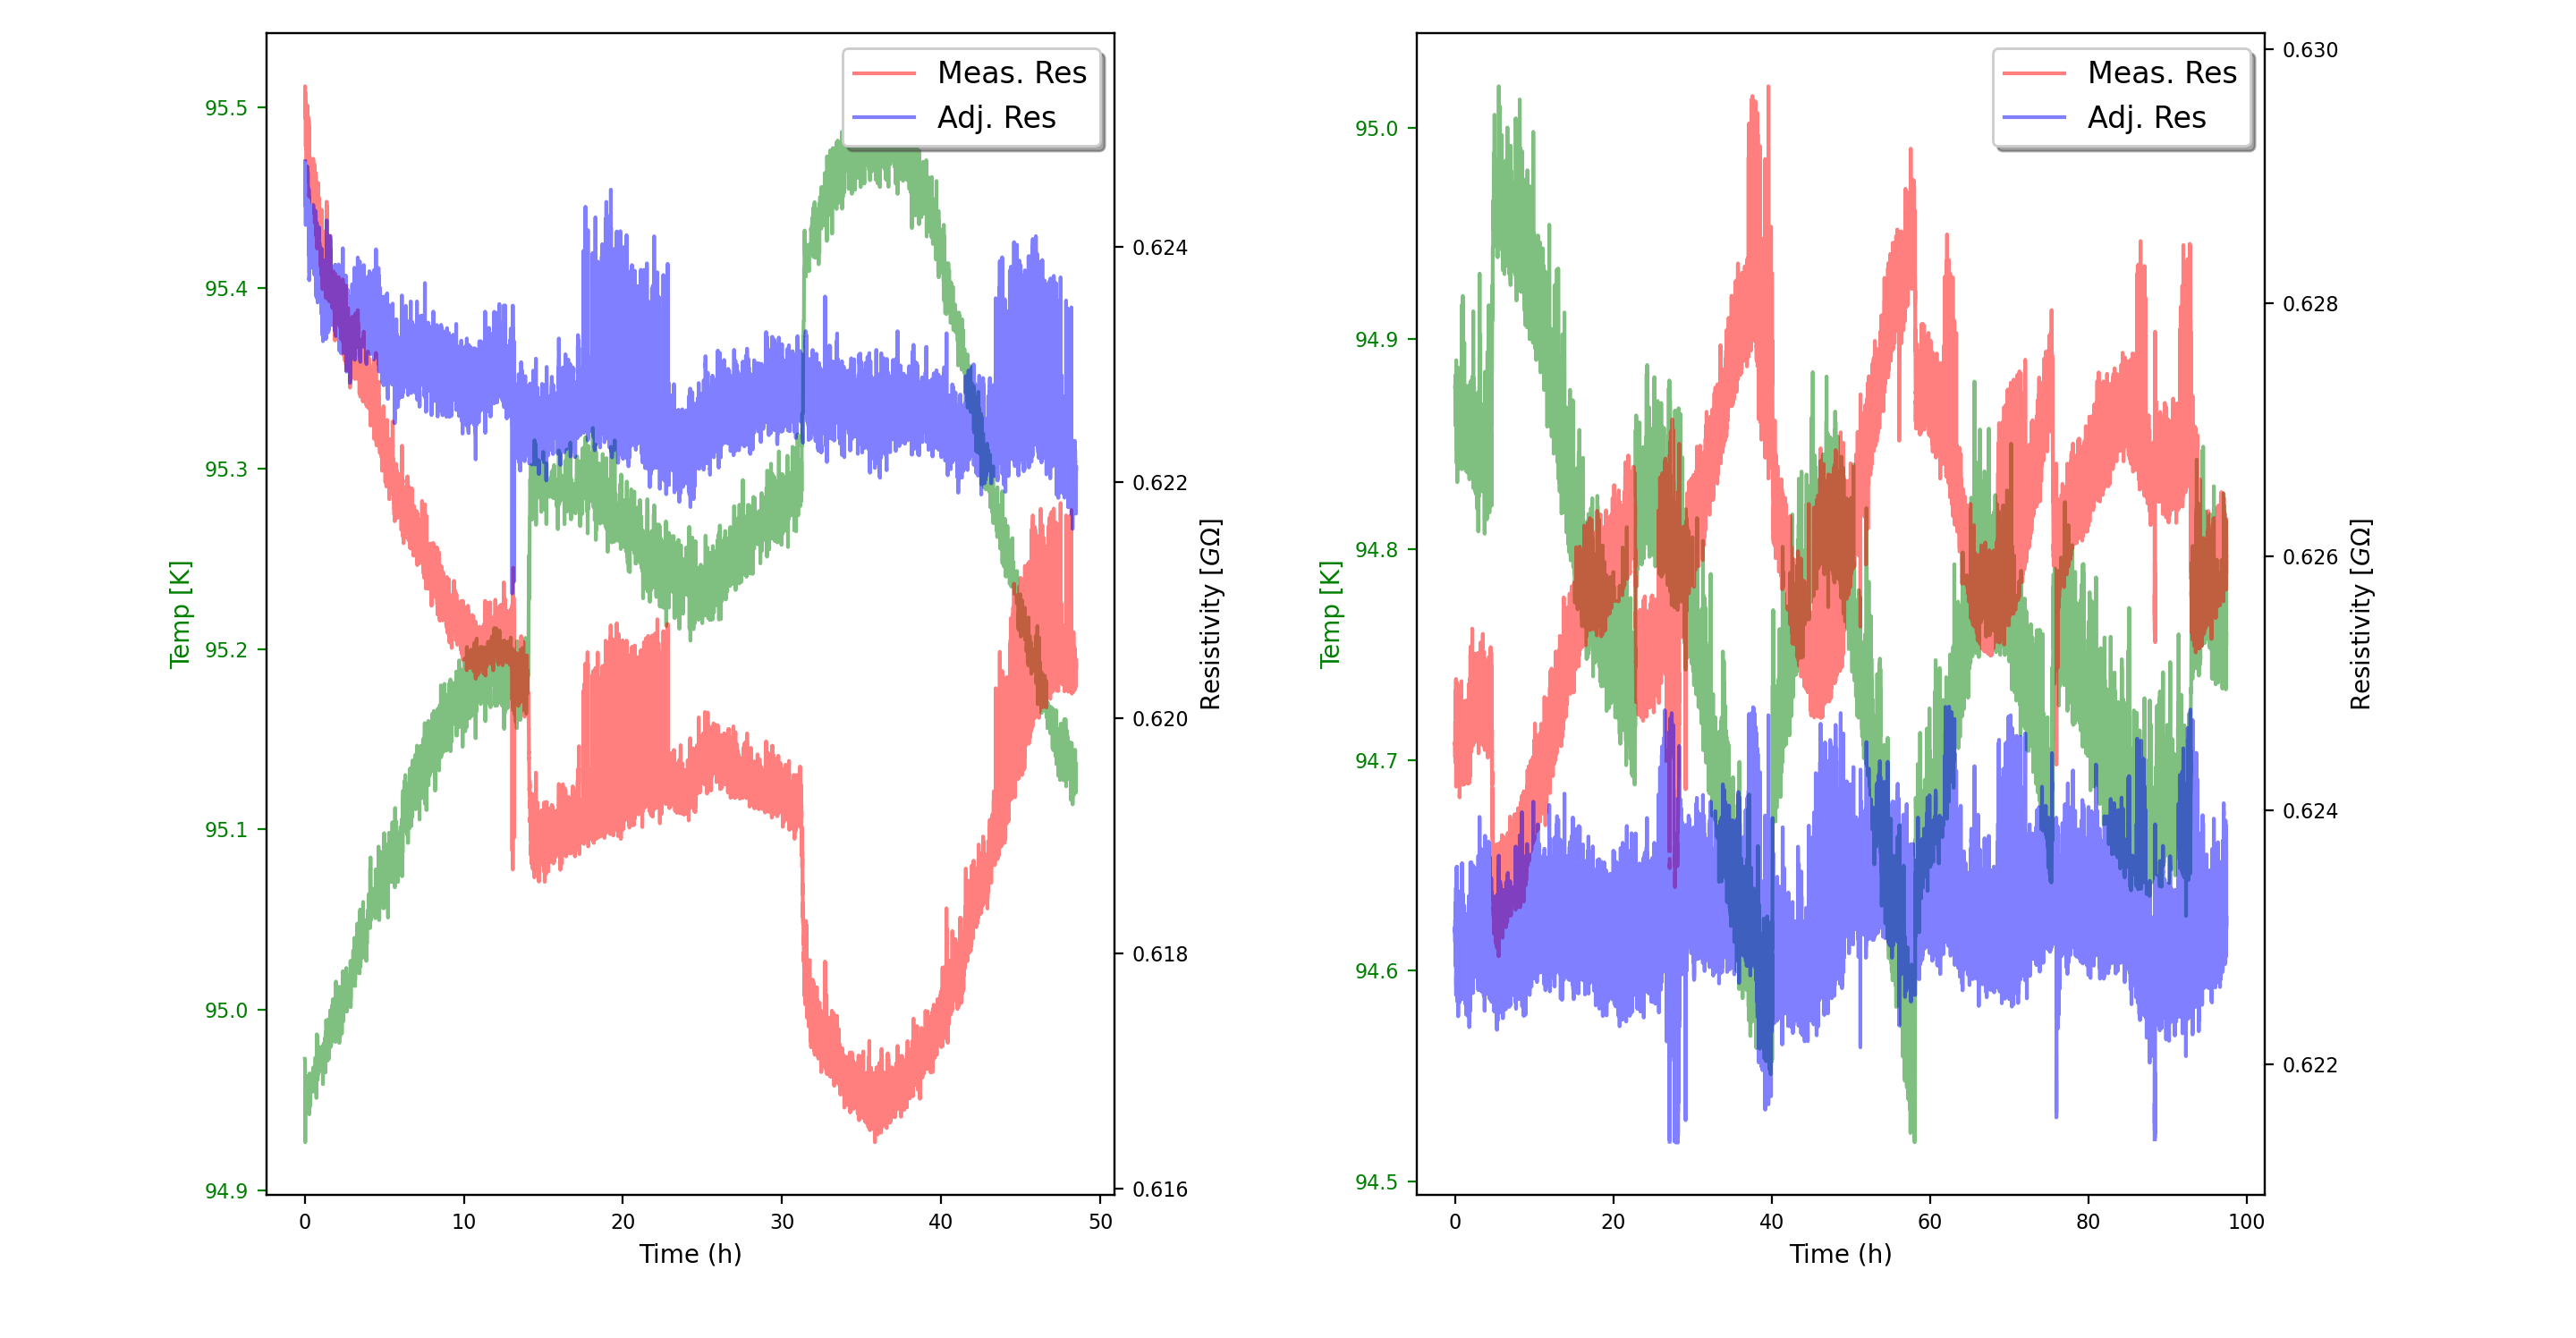 Meas. Res
Adj. Res
95.5
95.4
95.3
95.2
95.1
95.0
94.9
Temp [K]
0.624
0.622
0.620
0.618
0.616
Resistivity [GΩ]
0 10 20 30 40 50
Time (h)
Meas. Res
Adj. Res
95.0
94.9
94.8
94.7
94.6
94.5
Temp [K]
0.630
0.628
0.626
0.624
0.622
Resistivity [GΩ]
0 20 40 60 80 100
Time (h)